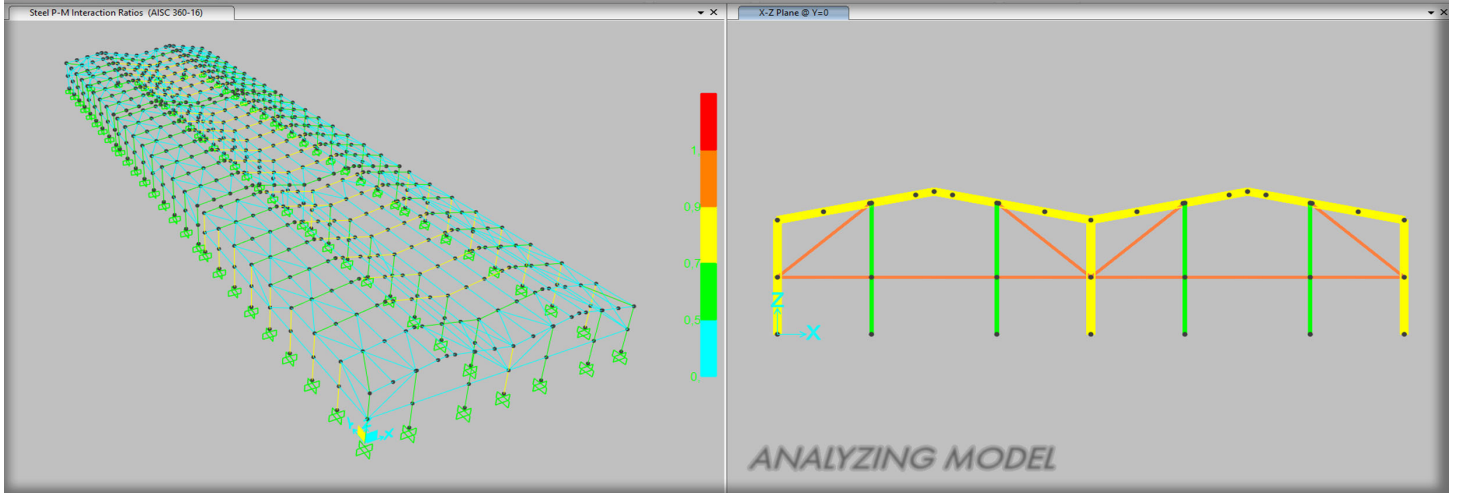 Steel P-M Interaction Ratios (AISC 360-16)
X-Z Plane @ Y=0
1.
0.9
0.7
0.5
0.
Z
X
X
ANALYZING MODEL